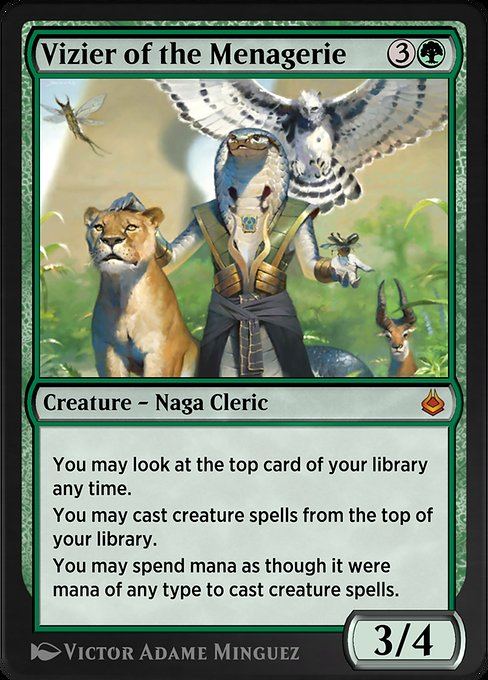 Vizier of the Menagerie 3
Creature – Naga Cleric
You may look at the top card of your library
any time.
You may cast creature spells from the top of
your library.
You may spend mana as though it were
mana of any type to cast creature spells.
3/4
Victor Adame Minguez